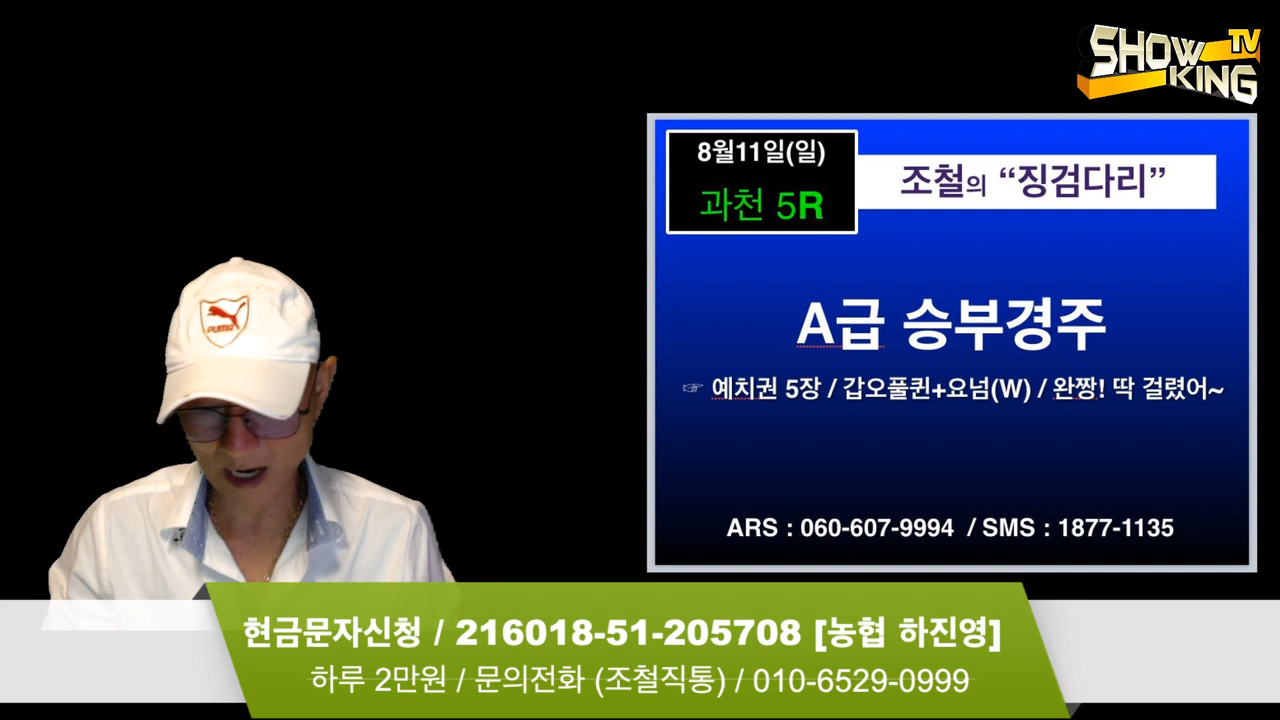 SHOW TV
KING
8월11일(일)
과천 5R
조철의 “징검다리”
A급 승부경주
☞ 예치권 5장 / 갑오풀퀸+요넘(W) / 완짱! 딱 걸렸어~
ARS : 060-607-9994 / SMS : 1877-1135
PUMA
현금문자신청 / 216018-51-205708 [농협 하진영]
하루 2만원 / 문의전화 (조철직통) / 010-6529-0999